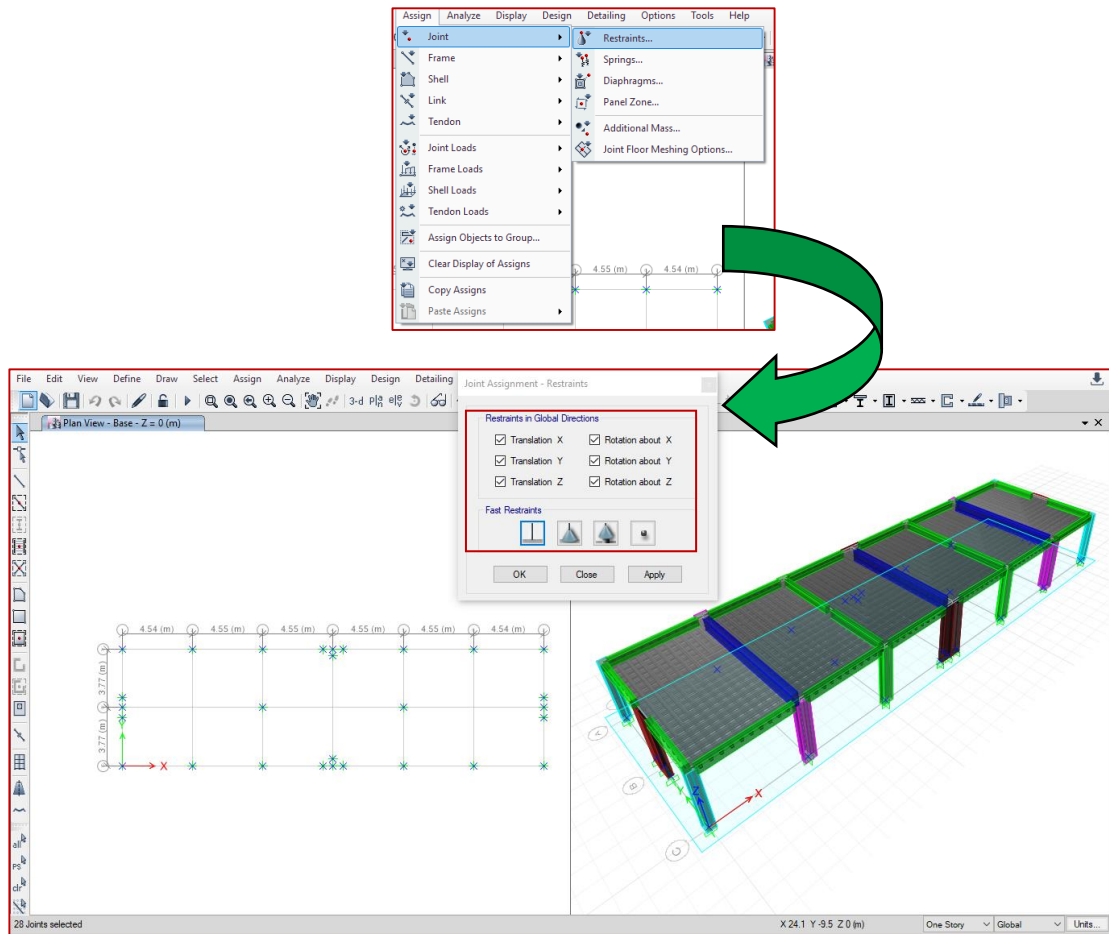 Assign Analyze Display Design Detailing Options Tools Help
Joint
Restraints...
Frame
Springs...
Shell
Diaphragms...
Link
Panel Zone...
Tendon
Additional Mass...
Joint Loads
Joint Floor Meshing Options...
Frame Loads
Shell Loads
Tendon Loads
Assign Objects to Group...
Clear Display of Assigns
4.55 (m) 4.54 (m)
Copy Assigns
Paste Assigns
File Edit View Define Draw Select Assign Analyze Display Design Detailing
3-d
Joint Assignment - Restraints
Plan View - Base - Z = 0 (m)
Restraints in Global Directions
Translation X Rotation about X
Translation Y Rotation about Y
Translation Z Rotation about Z
Fast Restraints
OK Close Apply
4.54 (m) 4.55 (m) 4.55 (m) 4.55 (m) 4.55 (m) 4.54 (m)
3.77 (m)
3.77 (m)
Y
X
A
B
C
Y
Z
X
all
ps
clr
28 Joints selected
X 24.1 Y -9.5 Z 0 (m)
One Story
Global
Units...